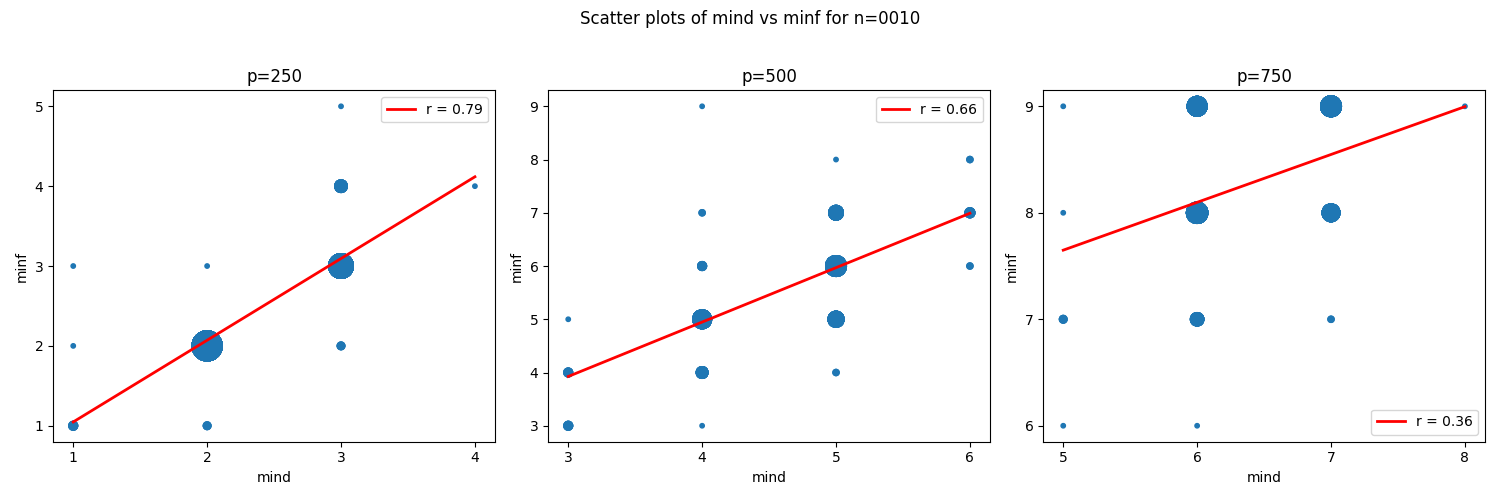 Scatter plots of mind vs minf for n=0010
p=250
r = 0.79
5
4
3
2
1
minf
1 2 3 4
mind
p=500
r = 0.66
9
8
7
6
5
4
3
minf
3 4 5 6
mind
p=750
9
8
7
6
minf
r = 0.36
5 6 7 8
mind